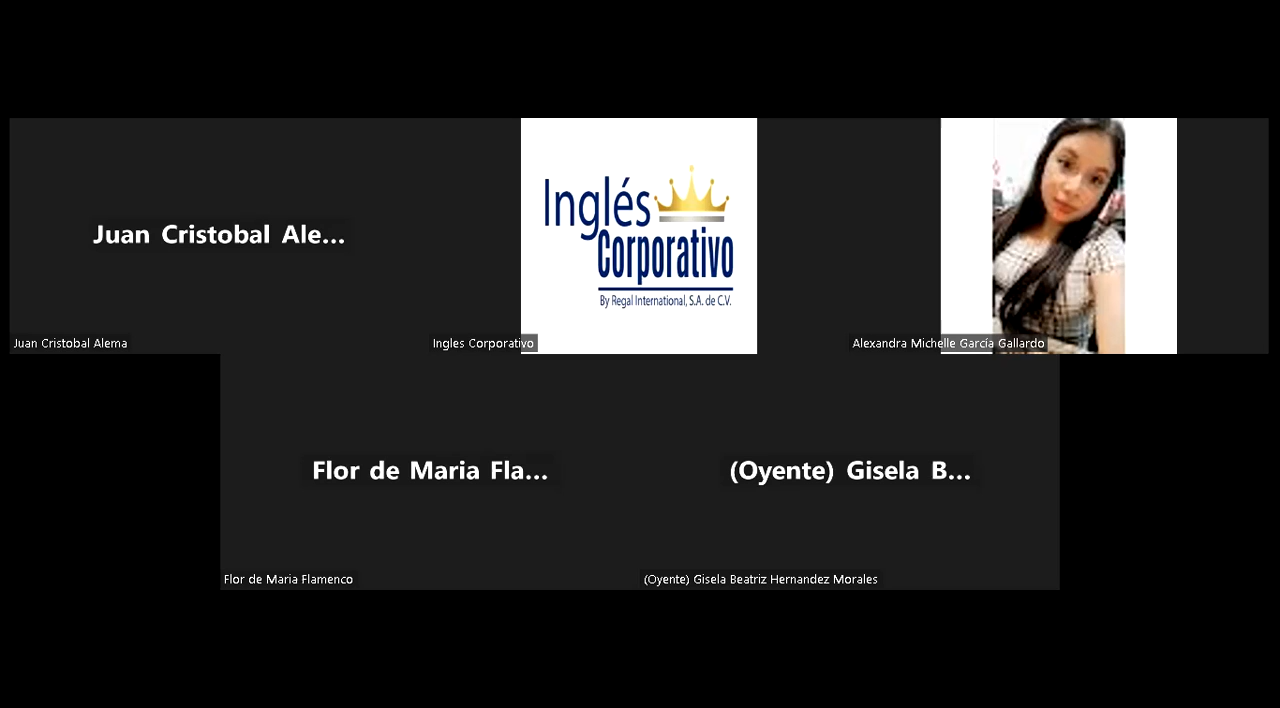 Juan Cristobal Ale...
Juan Cristobal Alema
Inglés
Corporativo
By Regal International, S.A. de C.V.
Ingles Corporativo
Alexandra Michelle García Gallardo
Flor de Maria Fla...
Flor de Maria Flamenco
(Oyente) Gisela B...
(Oyente) Gisela Beatriz Hernandez Morales